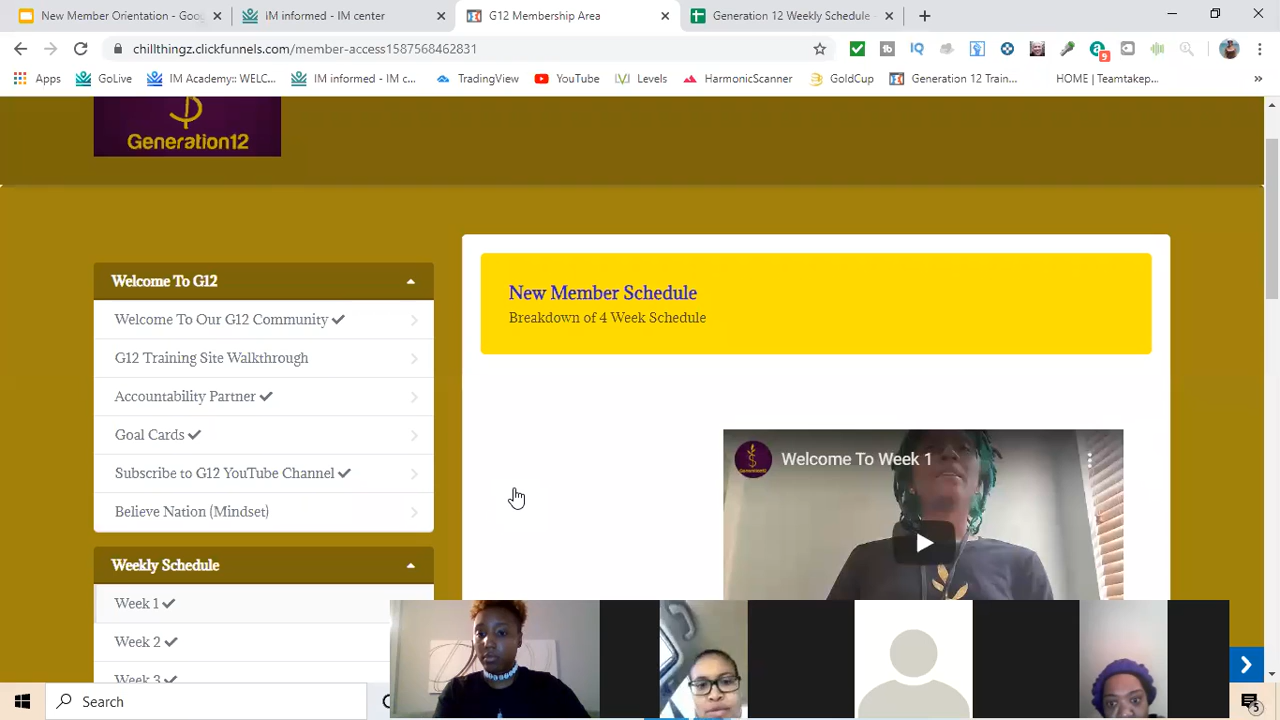 New Member Orientation - Goo
iM informed - IM center
G12 Membership Area
Generation 12 Weekly Schedule -
chillthingz.clickfunnels.com/member-access1587568462831
Apps
GoLive
IM Academy:: WELC...
IM informed - IM c...
TradingView
YouTube
Levels
HarmonicScanner
GoldCup
Generation 12 Train...
HOME | Teamtakep...
Generation12
Welcome To G12
Welcome To Our G12 Community
G12 Training Site Walkthrough
Accountability Partner
Goal Cards
Subscribe to G12 YouTube Channel
Believe Nation (Mindset)
Weekly Schedule
Week 1
Week 2
Week 3
New Member Schedule
Breakdown of 4 Week Schedule
Welcome To Week 1
Search